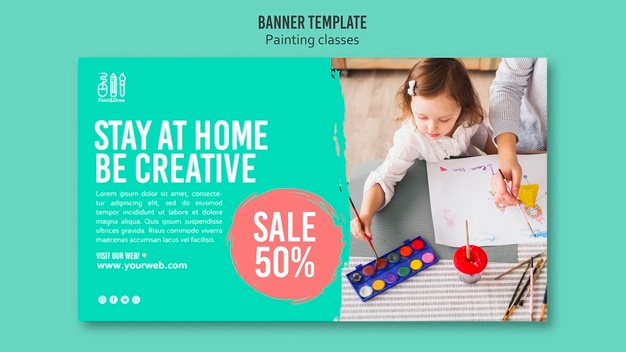 BANNER TEMPLATE
Painting classes
Paint&Draw
STAY AT HOME
BE CREATIVE
Lorem ipsum dolor sit amet, consecte-
tur adipiscing elit, sed do eiusmod
tempor incididunt ut labore et dolore
magna aliqua. Quis ipsum suspendisse
ultrices gravida. Risus commodo viverra
maecenas accumsan lacus vel facilisis.
VISIT OUR WEB!
www.yourweb.com
SALE
50%